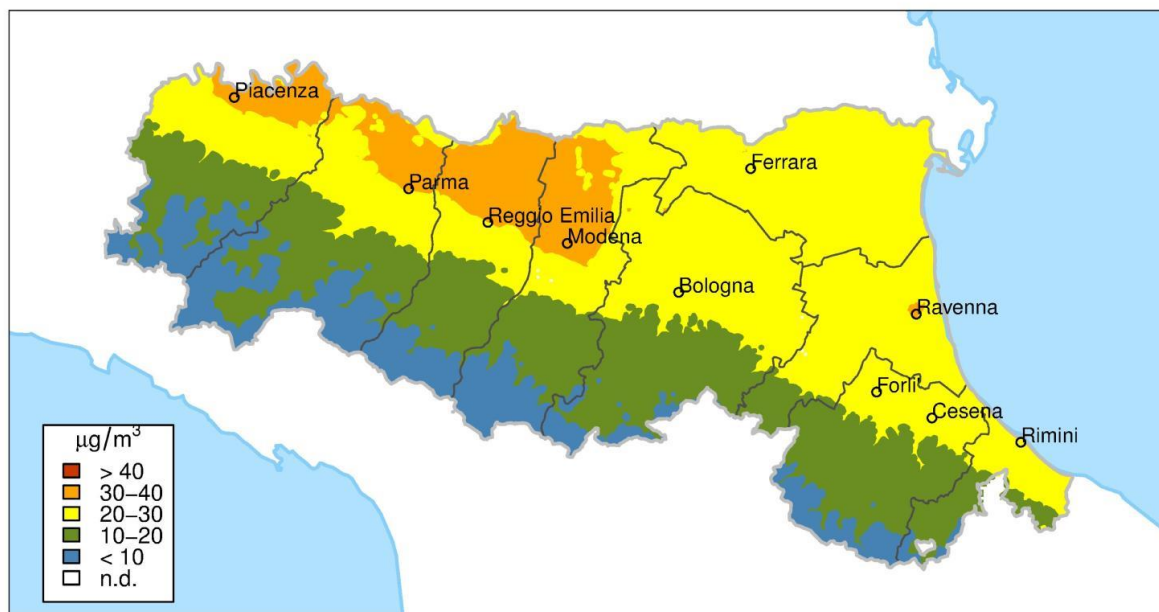 Piacenza
Ferrara
Parma
Reggio Emilia
Modena
Bologna
Ravenna
Forlì
Cesena
Rimini
μg/m³
> 40
30−40
20−30
10−20
< 10
n.d.